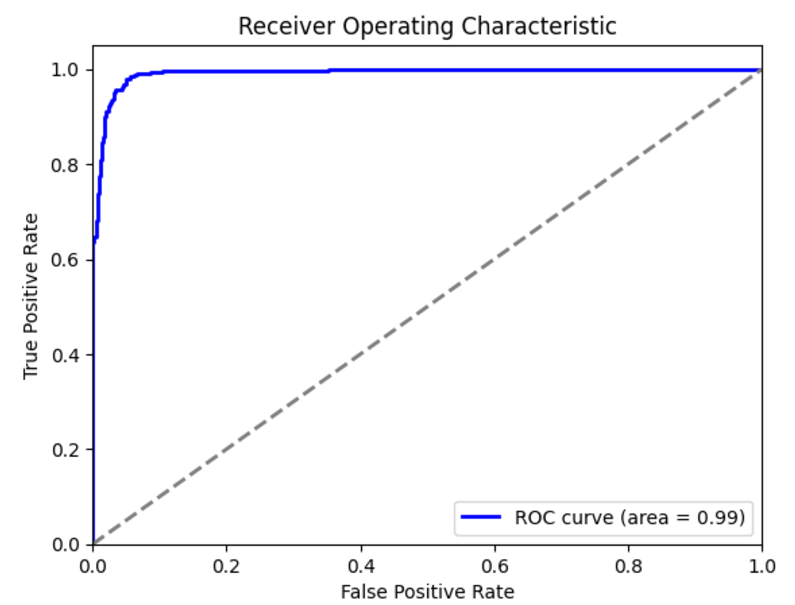 Receiver Operating Characteristic
1.0
0.8
0.6
0.4
0.2
0.0
True Positive Rate
ROC curve (area = 0.99)
0.0 0.2 0.4 0.6 0.8 1.0
False Positive Rate